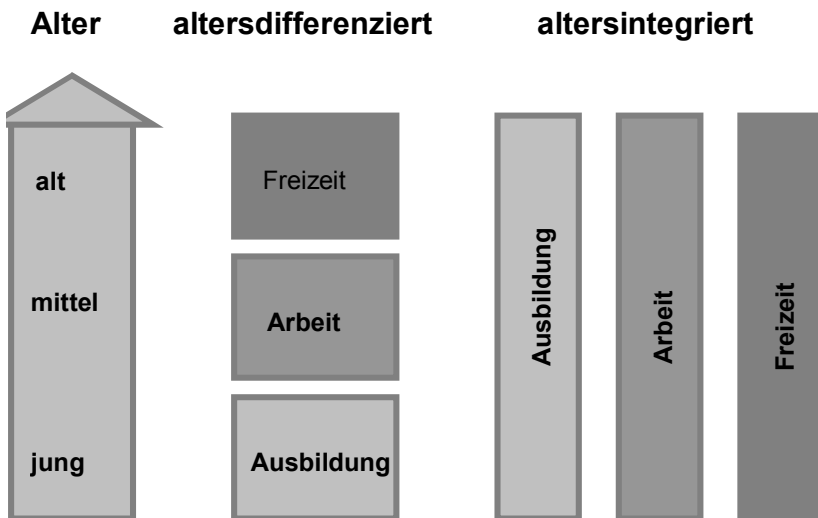 Alter altersdifferenziert altersintegriert
alt Freizeit
mittel Arbeit
jung Ausbildung
Ausbildung
Arbeit
Freizeit